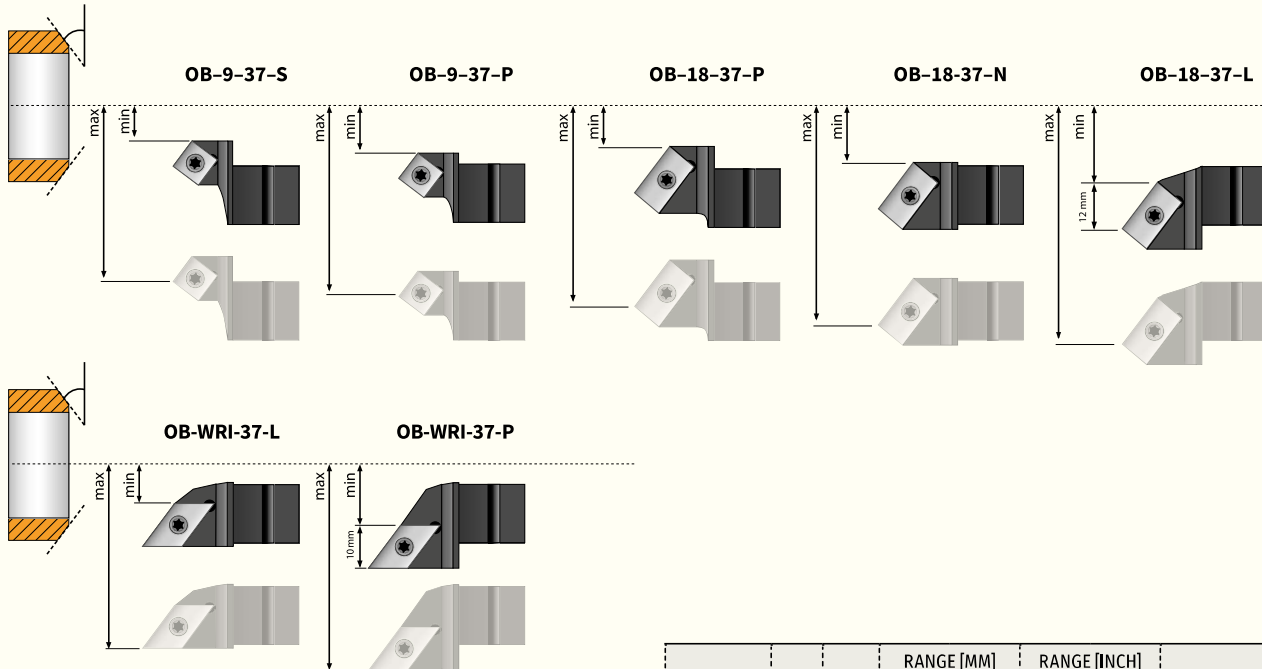 OB–9–37–S
OB–9–37–P
OB–18–37–P
OB–18-37–N
OB–18–37–L
max
min
max
min
max
min
max
min
max
min
12 mm
OB-WRI-37-L
OB-WRI-37-P
max
min
max
min
10 mm
RANGE [MM]
RANGE [INCH]